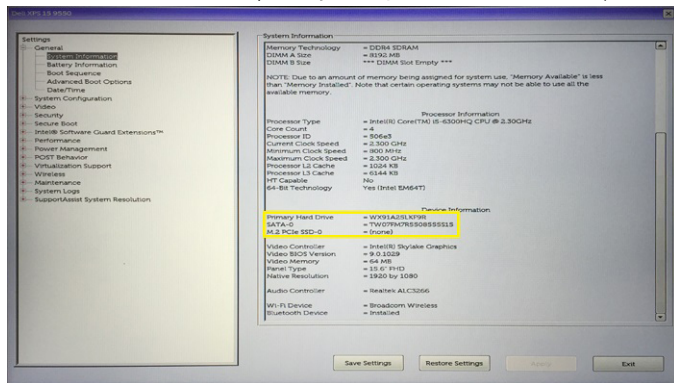 Dell XPS 15 9550
Settings
General
System Information
Battery Information
Boot Sequence
Advanced Boot Options
Date/Time
System Configuration
Video
Security
Secure Boot
Intel® Software Guard Extensions™
Performance
Power Management
POST Behavior
Virtualization Support
Wireless
Maintenance
System Logs
SupportAssist System Resolution
System Information
Memory Technology = DDR4 SDRAM
DIMM A Size = 8192 MB
DIMM B Size *** DIMM Slot Empty ***
NOTE: Due to an amount of memory being assigned for system use, "Memory Available" is less
than "Memory Installed". Note that certain operating systems may not be able to use all the
available memory.
Processor Information
Processor Type = Intel(R) Core(TM) i5-6300HQ CPU @ 2.30GHz
Core Count = 4
Processor ID = 506e3
Current Clock Speed = 2.300 GHz
Minimum Clock Speed = 800 MHz
Maximum Clock Speed = 2.300 GHz
Processor L2 Cache = 1024 KB
Processor L3 Cache = 6144 KB
HT Capable No
64-Bit Technology Yes (Intel EM64T)
Device Information
Primary Hard Drive
SATA-0
M.2 PCIe SSD-0 = (none)
Video Controller = Intel(R) Skylake Graphics
Video BIOS Version = 9.0.1029
Video Memory = 64 MB
Panel Type = 15.6" FHD
Native Resolution = 1920 by 1080
Audio Controller = Realtek ALC3266
Wi-Fi Device = Broadcom Wireless
Bluetooth Device = Installed
Save Settings
Restore Settings
Apply
Exit